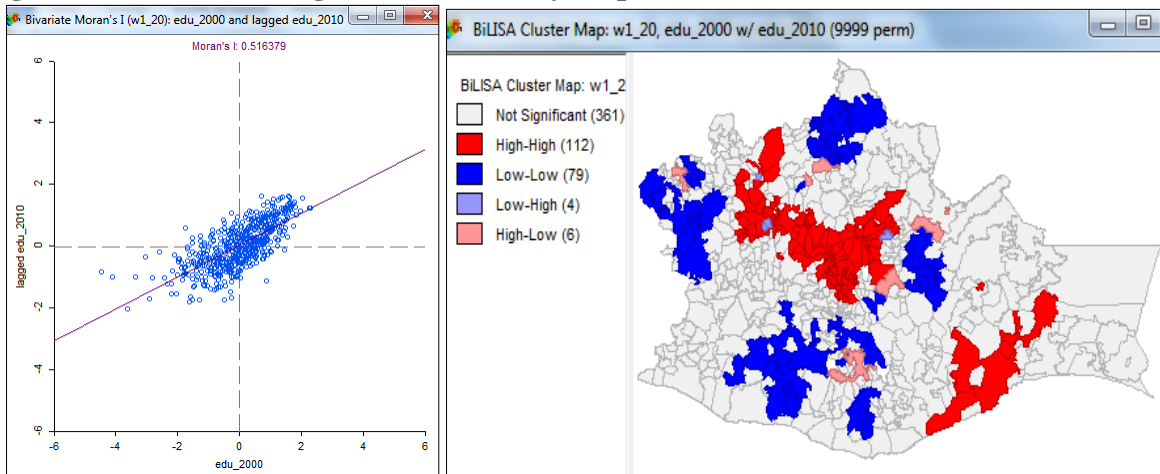 Bivariate Moran's I (w1_20): edu_2000 and lagged edu_2010
Moran's I: 0.516379
6
4
2
0
-2
-4
-6
lagged edu_2010
-6 -4 -2 0 2 4 6
edu_2000
BiLISA Cluster Map: w1_20, edu_2000 w/ edu_2010 (9999 perm)
BiLISA Cluster Map: w1_2
Not Significant (361)
High-High (112)
Low-Low (79)
Low-High (4)
High-Low (6)